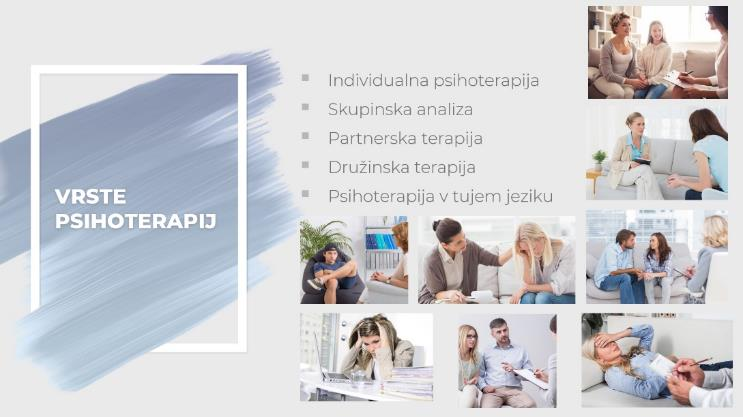 VRSTE
PSIHOTERAPIJ
Individualna psihoterapija
Skupinska analiza
Partnerska terapija
Družinska terapija
Psihoterapija v tujem jeziku